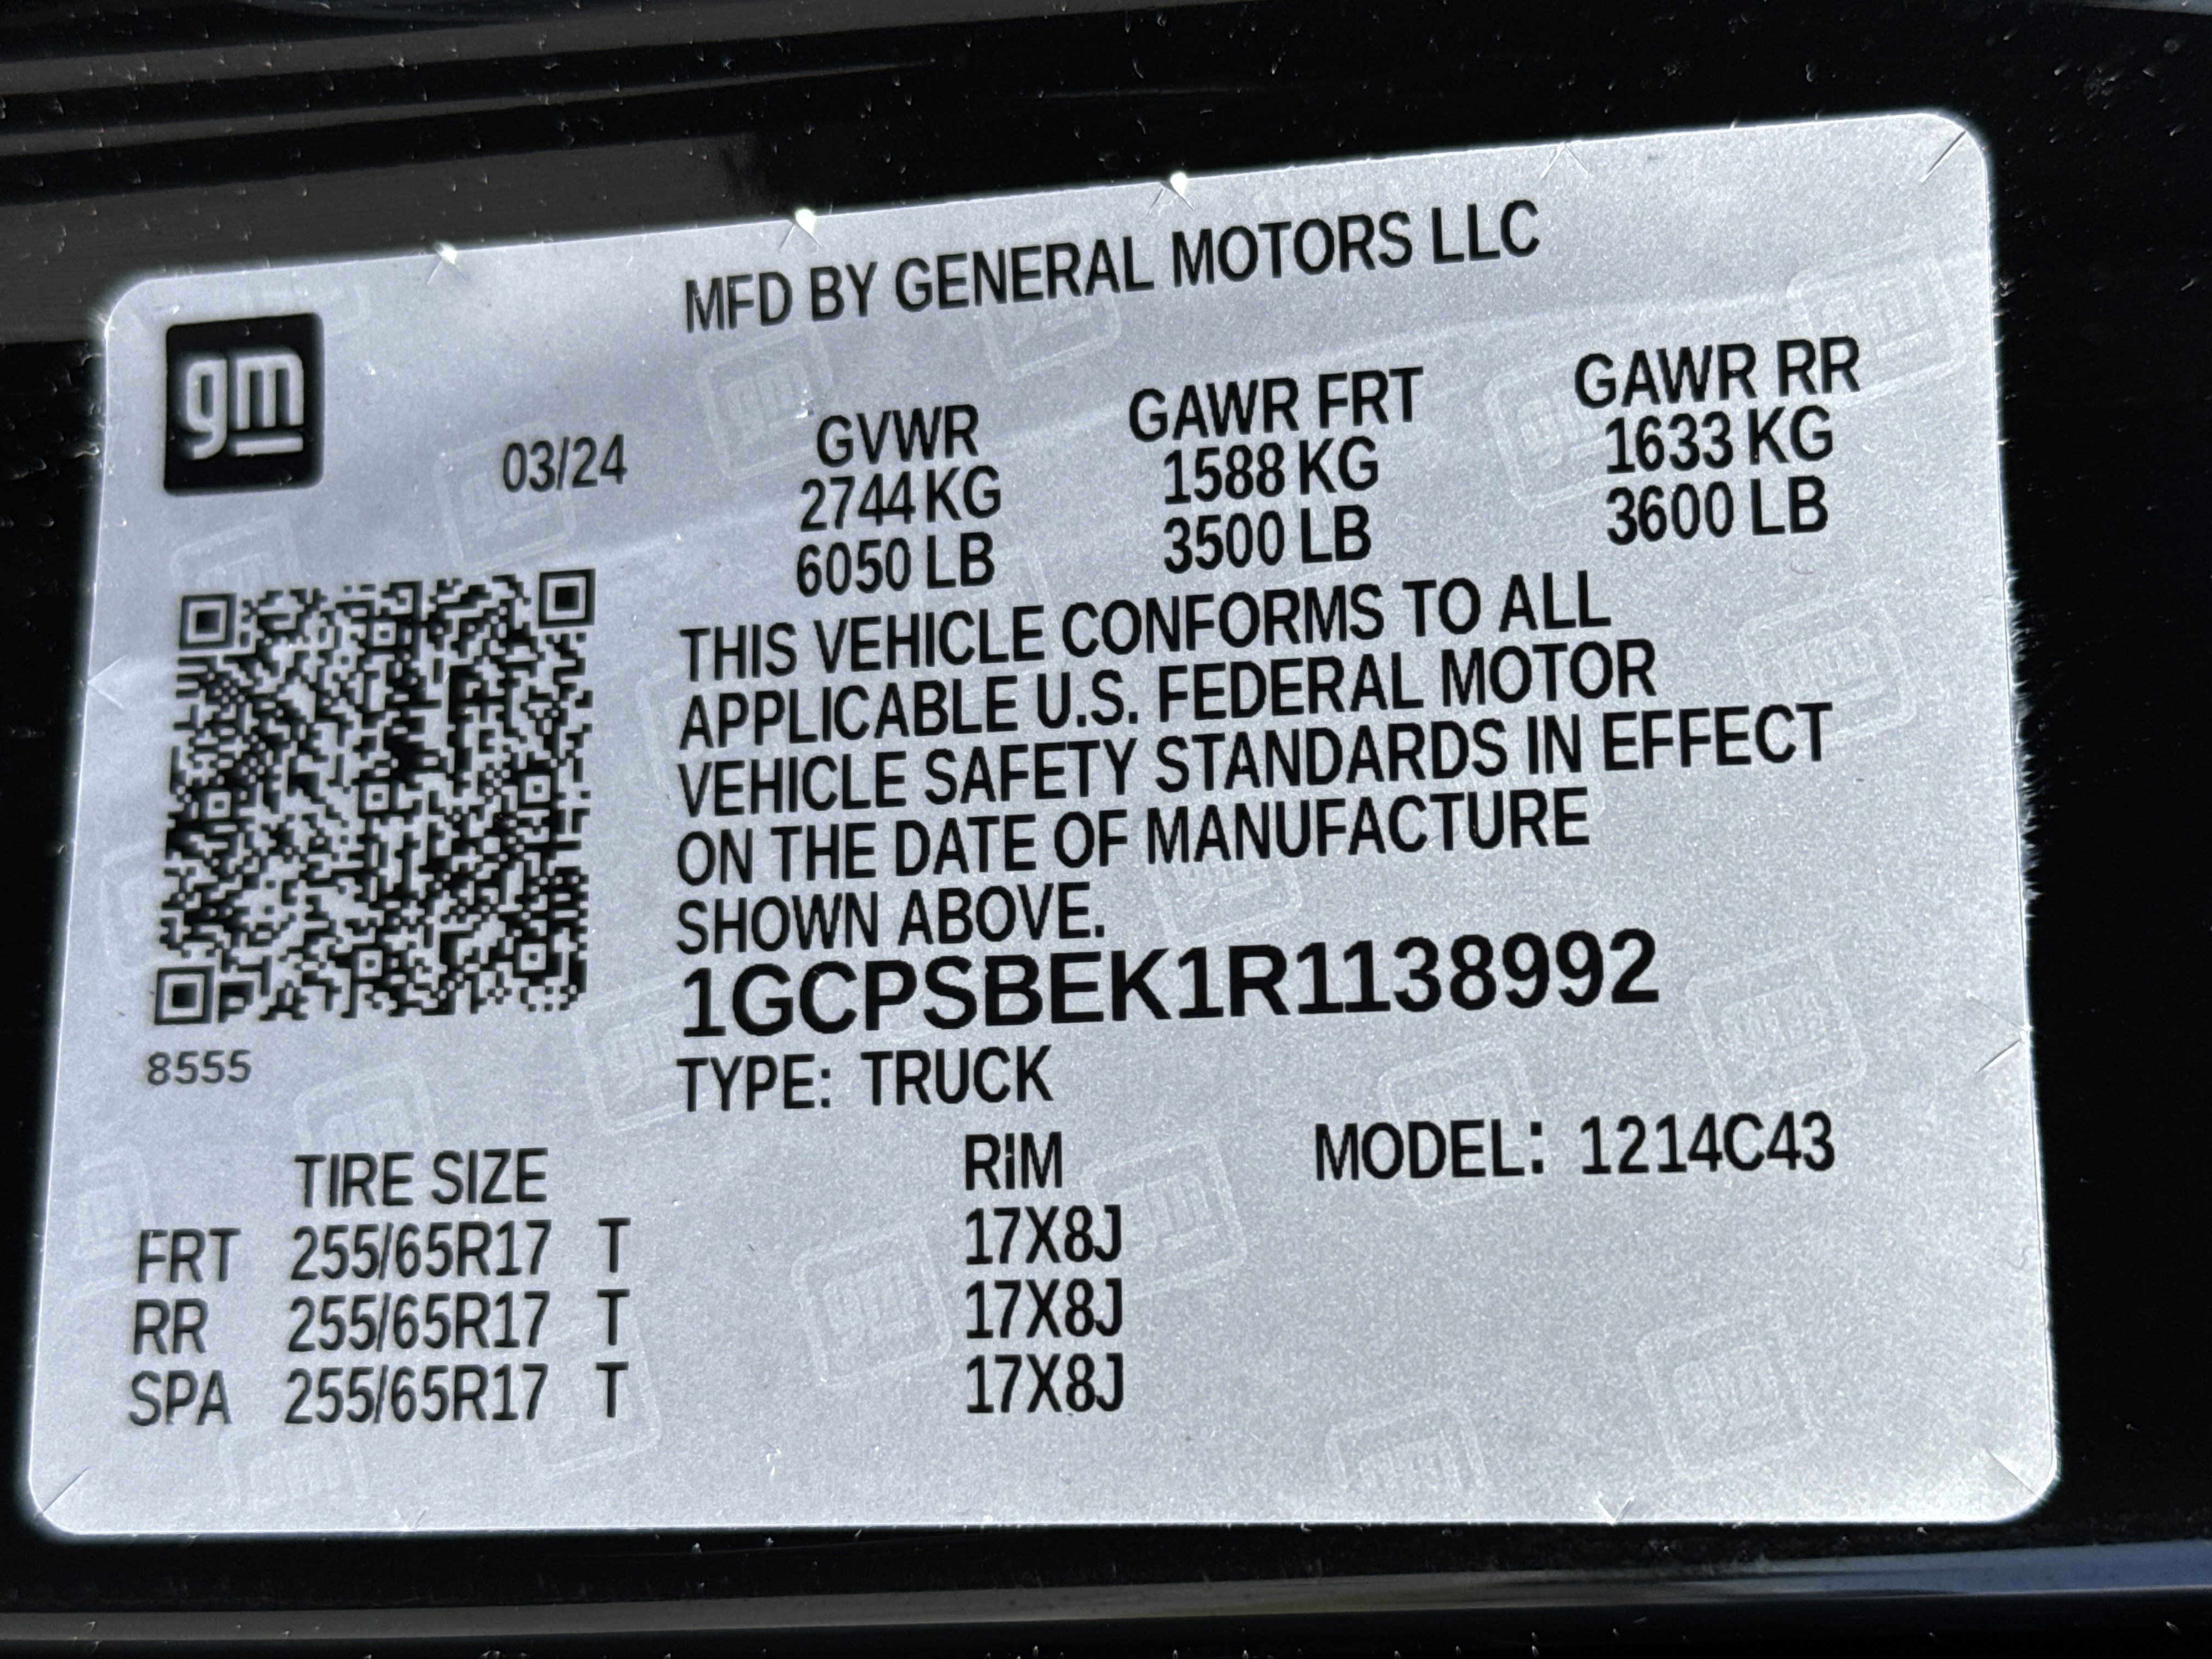 MFD BY GENERAL MOTORS LLC
gm
03/24
GVWR GAWR FRT GAWR RR
2744 KG 1588 KG 1633 KG
6050 LB 3500 LB 3600 LB
THIS VEHICLE CONFORMS TO ALL
APPLICABLE U.S. FEDERAL MOTOR
VEHICLE SAFETY STANDARDS IN EFFECT
ON THE DATE OF MANUFACTURE
SHOWN ABOVE.
1GCPSBEK1R1138992
8555
TYPE: TRUCK
TIRE SIZE RiM MODEL: 1214C43
FRT 255/65R17 T 17X8J
RR 255/65R17 T 17X8J
SPA 255/65R17 T 17X8J